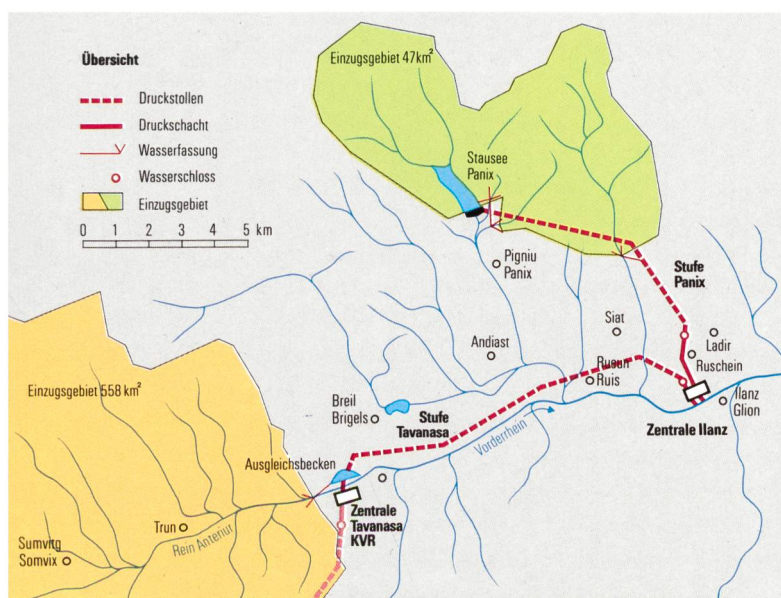 Übersicht
Druckstollen
Druckschacht
Wasserfassung
Wasserschloss
Einzugsgebiet
0 1 2 3 4 5 km
Einzugsgebiet 47km²
Stausee
Panix
Pigniu
Panix
Stufe
Panix
Siat
Ladir
Andiast
Rueun
Ruis
Ruschein
Einzugsgebiet 558 km²
Breil
Brigels
Stufe
Tavanasa
Ilanz
Glion
Vorderrhein
Zentrale Ilanz
Ausgleichsbecken
Zentrale
Tavanasa
KVR
Trun
Rein Anteriur
Sumvitg
Somvix